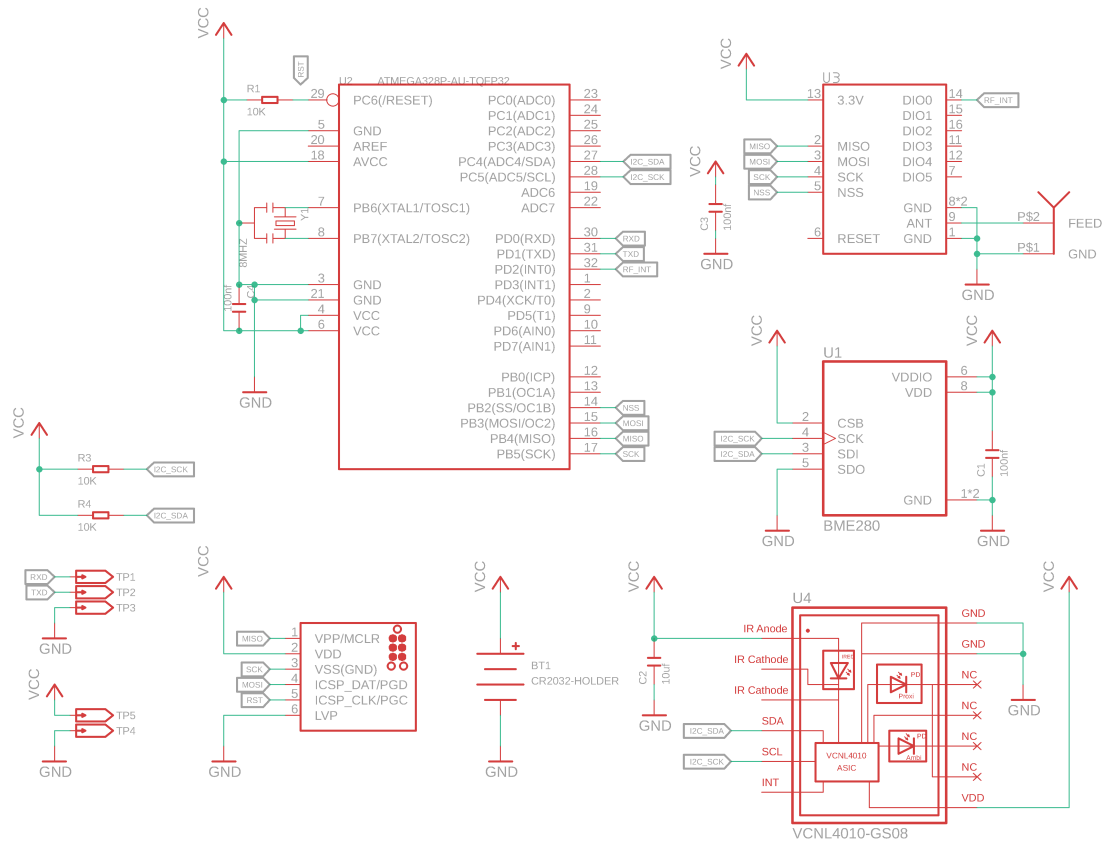 VCC
RST
R1
10K
U2
ATMEGA328P-AU-TQFP32
29 PC6(/RESET)
5 GND
20 AREF
18 AVCC
7 PB6(XTAL1/TOSC1)
8 PB7(XTAL2/TOSC2)
3 GND
21 GND
4 VCC
6 VCC
Y1
8MHZ
100nf
C4
GND
PC0(ADC0) 23
PC1(ADC1) 24
PC2(ADC2) 25
PC3(ADC3) 26
PC4(ADC4/SDA) 27 I2C_SDA
PC5(ADC5/SCL) 28 I2C_SCK
ADC6 19
ADC7 22
PD0(RXD) 30 RXD
PD1(TXD) 31 TXD
PD2(INT0) 32 RF_INT
PD3(INT1) 1
PD4(XCK/T0) 2
PD5(T1) 9
PD6(AIN0) 10
PD7(AIN1) 11
PB0(ICP) 12
PB1(OC1A) 13
PB2(SS/OC1B) 14 NSS
PB3(MOSI/OC2) 15 MOSI
PB4(MISO) 16 MISO
PB5(SCK) 17 SCK
VCC
C3
100nf
GND
VCC
U3
13 3.3V
MISO 2 MISO
MOSI 3 MOSI
SCK 4 SCK
NSS 5 NSS
6 RESET
DIO0 14 RF_INT
DIO1 15
DIO2 16
DIO3 11
DIO4 12
DIO5 7
GND 8*2
ANT 9
GND 1
P$2 FEED
P$1 GND
GND
VCC
U1
2 CSB
I2C_SCK 4 SCK
I2C_SDA 3 SDI
5 SDO
VDDIO 6
VDD 8
GND 1*2
BME280
GND
VCC
C1
100nf
GND
VCC
R3
10K
I2C_SCK
R4
10K
I2C_SDA
RXD TP1
TXD TP2
TP3
GND
VCC
TP5
TP4
GND
VCC
MISO 1 VPP/MCLR
2 VDD
SCK 3 VSS(GND)
MOSI 4 ICSP_DAT/PGD
RST 5 ICSP_CLK/PGC
6 LVP
GND
VCC
BT1
CR2032-HOLDER
GND
VCC
C2
10uf
GND
U4
IR Anode
IR Cathode
IR Cathode
I2C_SDA SDA
I2C_SCK SCL
INT
IRED
PD
Proxi
PD
Ambi
VCNL4010
ASIC
GND
GND
NC
NC
NC
NC
VDD
VCC
GND
VCNL4010-GS08